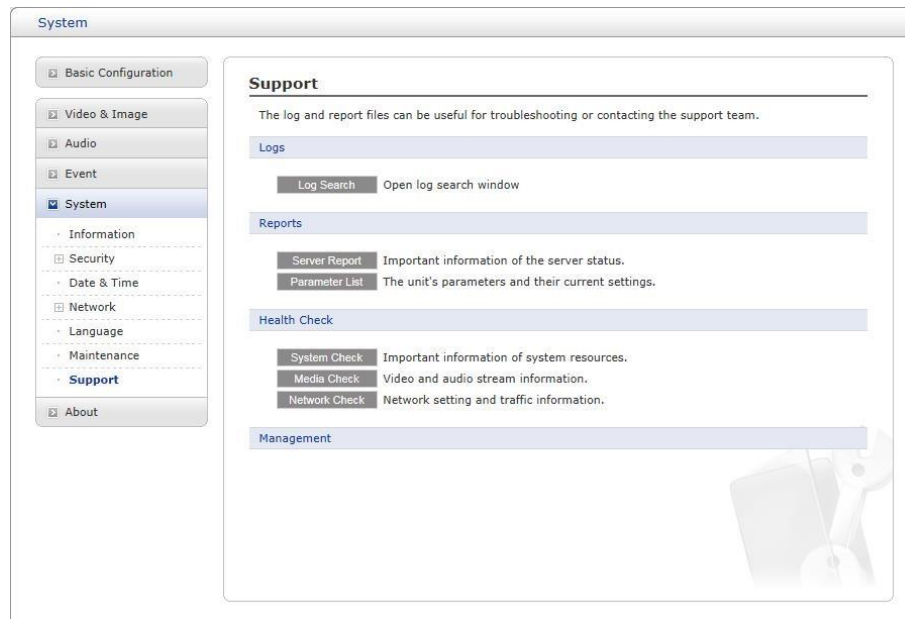 System
Basic Configuration
Video & Image
Audio
Event
System
Information
Security
Date & Time
Network
Language
Maintenance
Support
About
Support
The log and report files can be useful for troubleshooting or contacting the support team.
Logs
Log Search Open log search window
Reports
Server Report Important information of the server status.
Parameter List The unit's parameters and their current settings.
Health Check
System Check Important information of system resources.
Media Check Video and audio stream information.
Network Check Network setting and traffic information.
Management